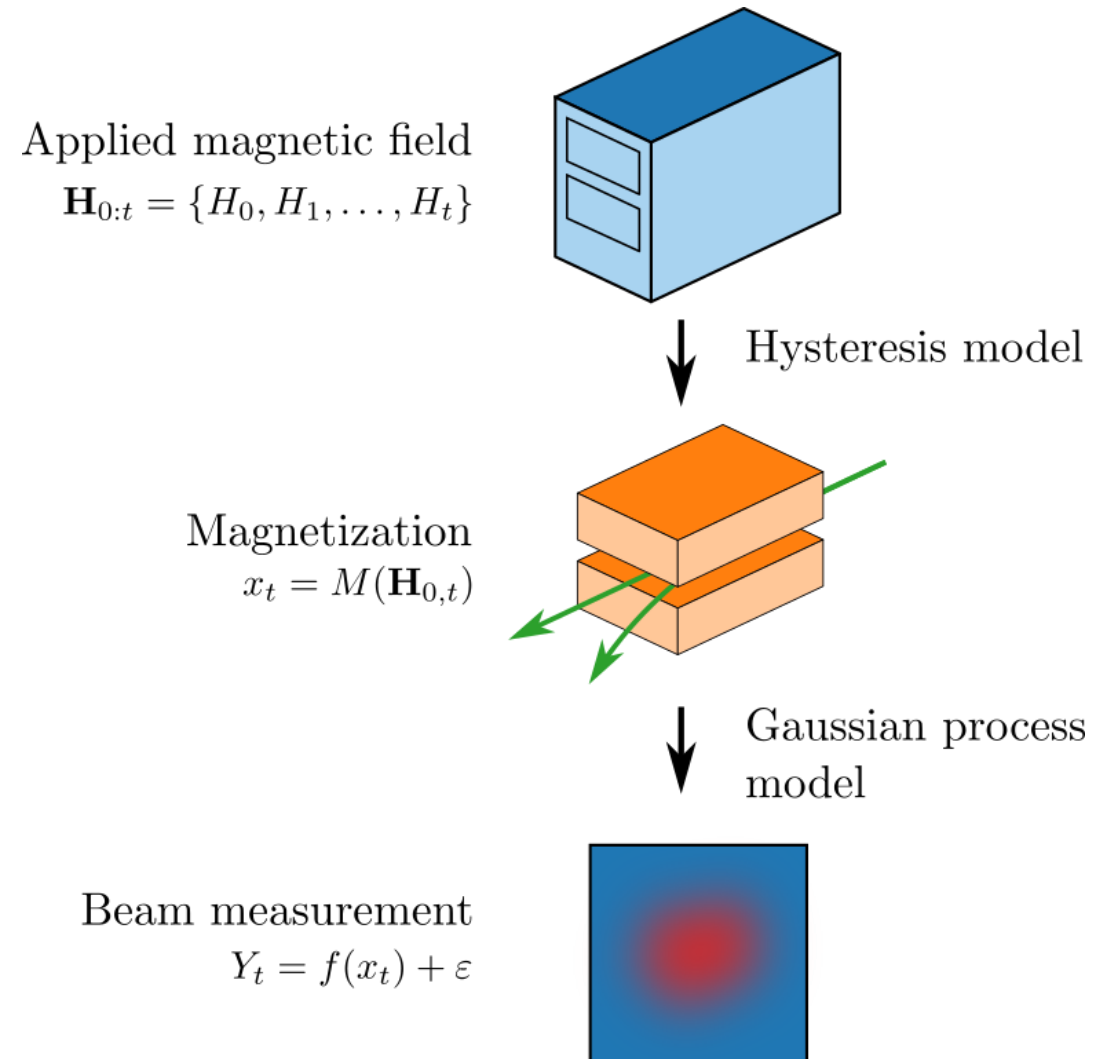 Applied magnetic field
𝐇₀:ₜ = {H₀, H₁, . . . , Hₜ}
Hysteresis model
Magnetization
xₜ = M(𝐇₀,ₜ)
Gaussian process
model
Beam measurement
Yₜ = f(xₜ) + ε